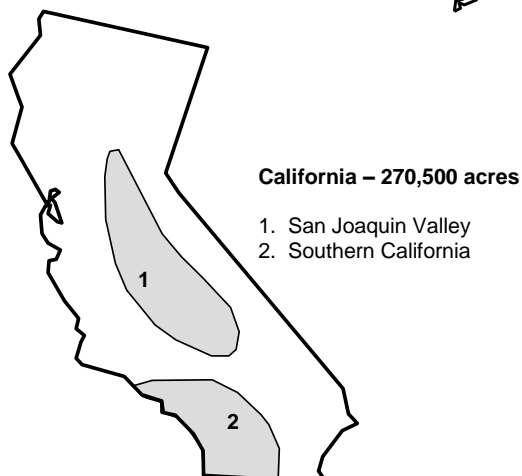 California – 270,500 acres
1. San Joaquin Valley
2. Southern California
1
2